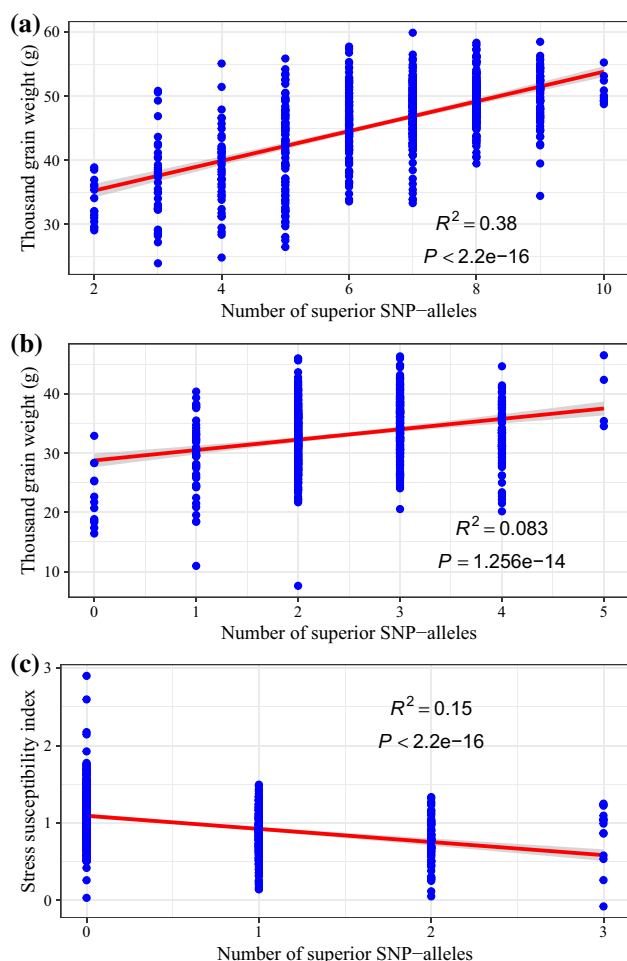 (a)
Thousand grain weight (g)
60
50
40
30
R² = 0.38
P < 2.2e−16
2 4 6 8 10
Number of superior SNP−alleles
(b)
Thousand grain weight (g)
40
30
20
10
R² = 0.083
P = 1.256e−14
0 1 2 3 4 5
Number of superior SNP−alleles
(c)
Stress susceptibility index
3
2
1
0
R² = 0.15
P < 2.2e−16
0 1 2 3
Number of superior SNP−alleles